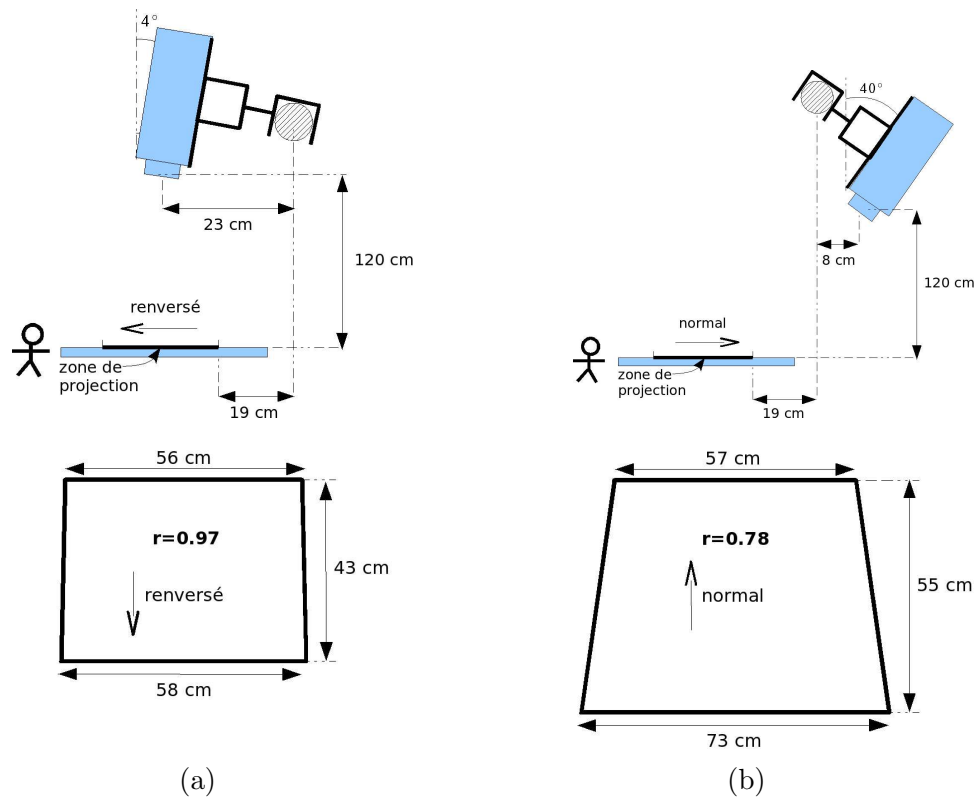 4°
23 cm
120 cm
renversé
zone de
projection
19 cm
56 cm
r=0.97
renversé
43 cm
58 cm
(a)
40°
8 cm
120 cm
normal
zone de
projection
19 cm
57 cm
r=0.78
normal
55 cm
73 cm
(b)